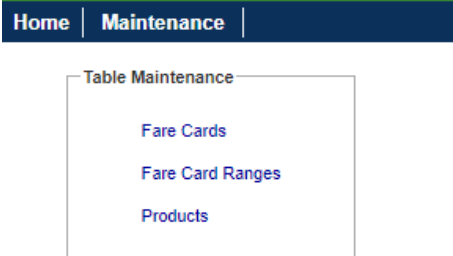 Home Maintenance
Table Maintenance
Fare Cards
Fare Card Ranges
Products